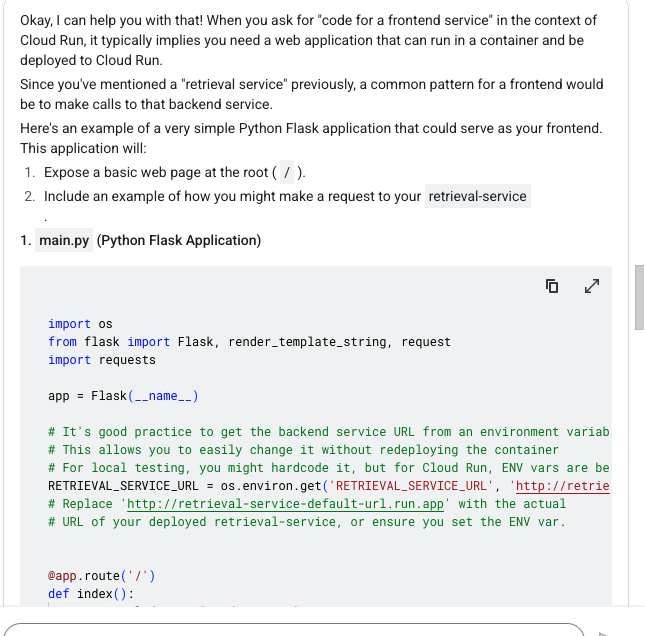 Okay, I can help you with that! When you ask for "code for a frontend service" in the context of
Cloud Run, it typically implies you need a web application that can run in a container and be
deployed to Cloud Run.
Since you've mentioned a "retrieval service" previously, a common pattern for a frontend would
be to make calls to that backend service.
Here's an example of a very simple Python Flask application that could serve as your frontend.
This application will:
1. Expose a basic web page at the root ( / ).
2. Include an example of how you might make a request to your retrieval-service
.
1. main.py (Python Flask Application)
import os
from flask import Flask, render_template_string, request
import requests
app = Flask(__name__)
# It's good practice to get the backend service URL from an environment variab
# This allows you to easily change it without redeploying the container
# For local testing, you might hardcode it, but for Cloud Run, ENV vars are be
RETRIEVAL_SERVICE_URL = os.environ.get('RETRIEVAL_SERVICE_URL', 'http://retrie
# Replace 'http://retrieval-service-default-url.run.app' with the actual
# URL of your deployed retrieval-service, or ensure you set the ENV var.
@app.route('/')
def index():